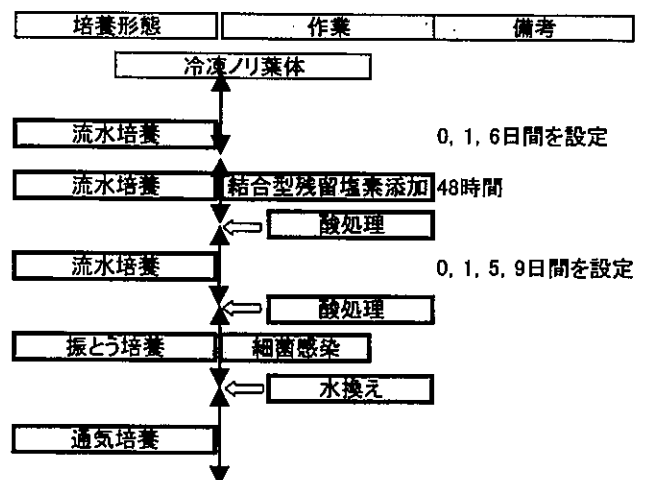 培養形態 作業 備考
冷凍ノリ葉体
流水培養 0, 1, 6日間を設定
流水培養 結合型残留塩素添加 48時間
酸処理
流水培養 0, 1, 5, 9日間を設定
酸処理
振とう培養 細菌感染
水換え
通気培養